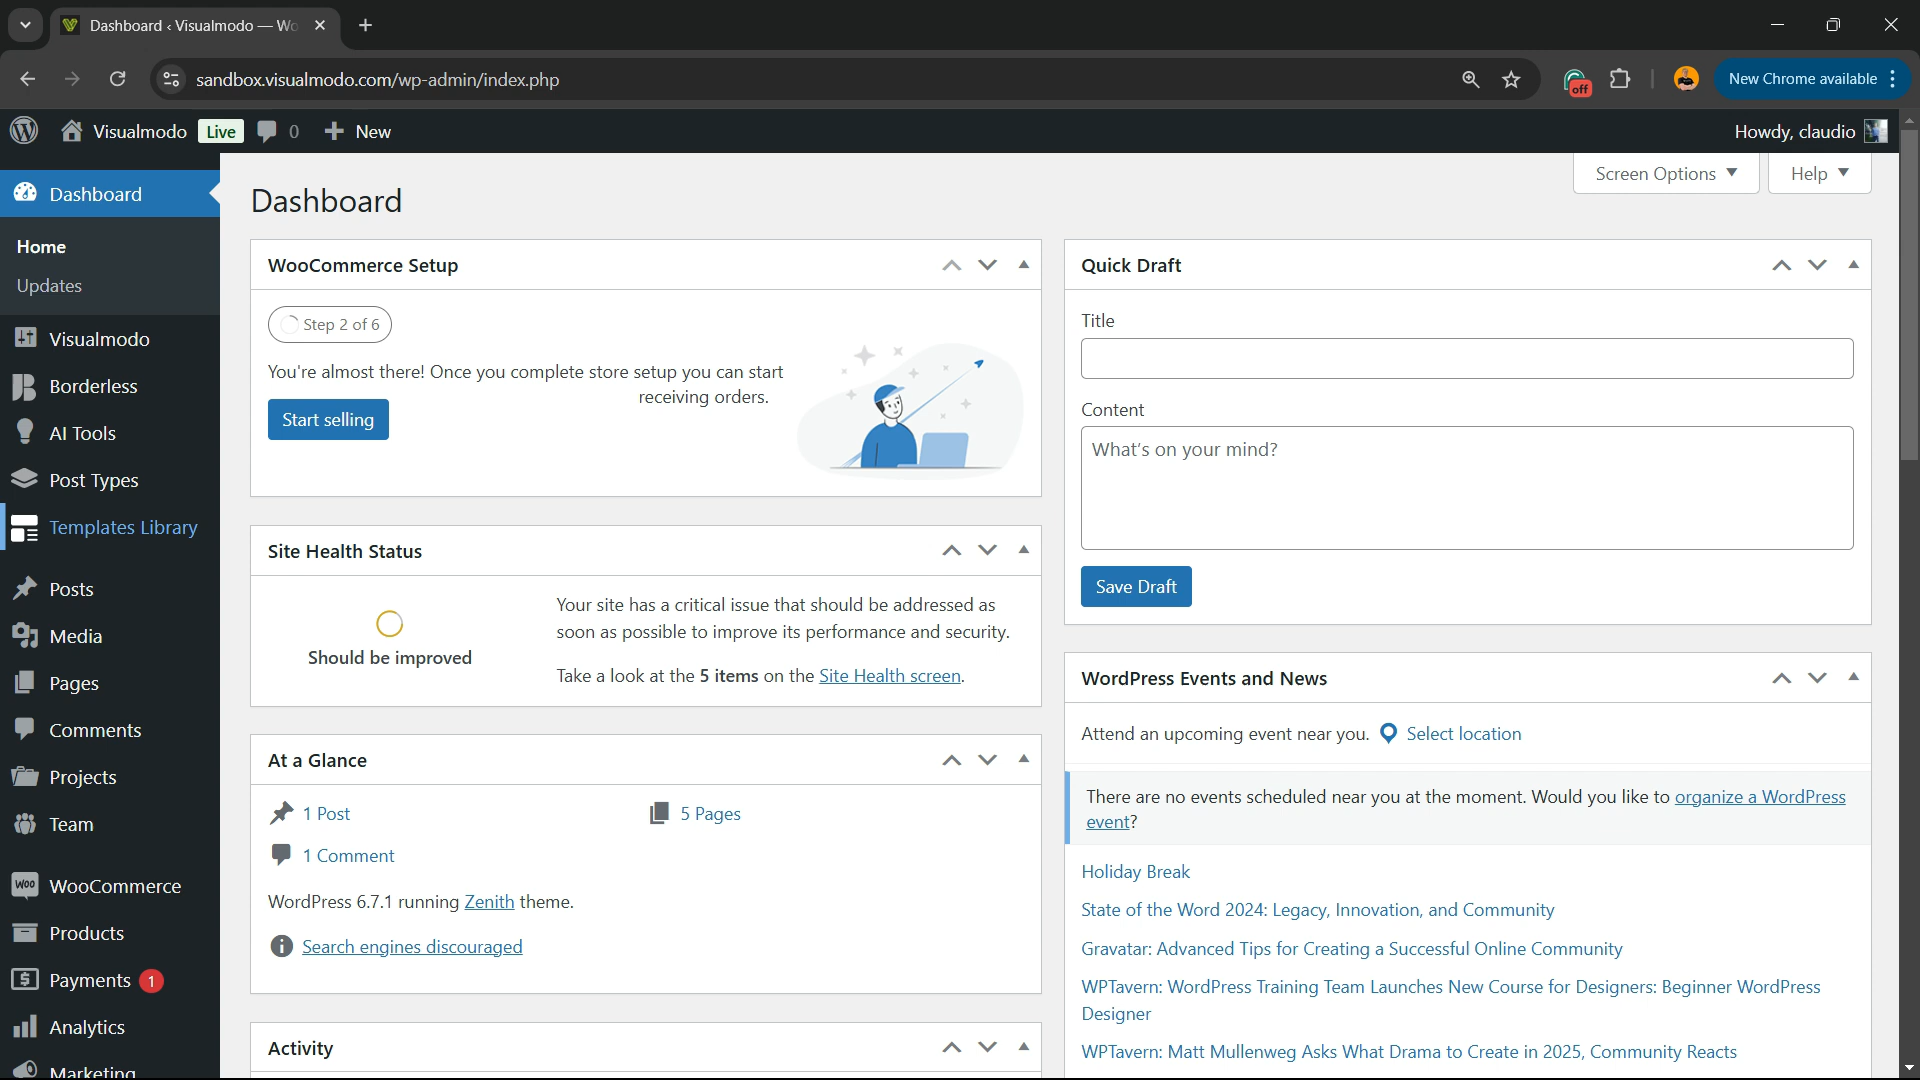 Dashboard ‹ Visualmodo — Wo
sandbox.visualmodo.com/wp-admin/index.php
off
New Chrome available
Visualmodo
Live
0
New
Howdy, claudio
Dashboard
Home
Updates
Visualmodo
Borderless
AI Tools
Post Types
Templates Library
Posts
Media
Pages
Comments
Projects
Team
WooCommerce
Products
Payments 1
Analytics
Marketing
Screen Options
Help
Dashboard
WooCommerce Setup
Step 2 of 6
You're almost there! Once you complete store setup you can start
receiving orders.
Start selling
Site Health Status
Should be improved
Your site has a critical issue that should be addressed as
soon as possible to improve its performance and security.
Take a look at the 5 items on the Site Health screen.
At a Glance
1 Post
5 Pages
1 Comment
WordPress 6.7.1 running Zenith theme.
Search engines discouraged
Activity
Quick Draft
Title
Content
What's on your mind?
Save Draft
WordPress Events and News
Attend an upcoming event near you. Select location
There are no events scheduled near you at the moment. Would you like to organize a WordPress
event?
Holiday Break
State of the Word 2024: Legacy, Innovation, and Community
Gravatar: Advanced Tips for Creating a Successful Online Community
WPTavern: WordPress Training Team Launches New Course for Designers: Beginner WordPress
Designer
WPTavern: Matt Mullenweg Asks What Drama to Create in 2025, Community Reacts